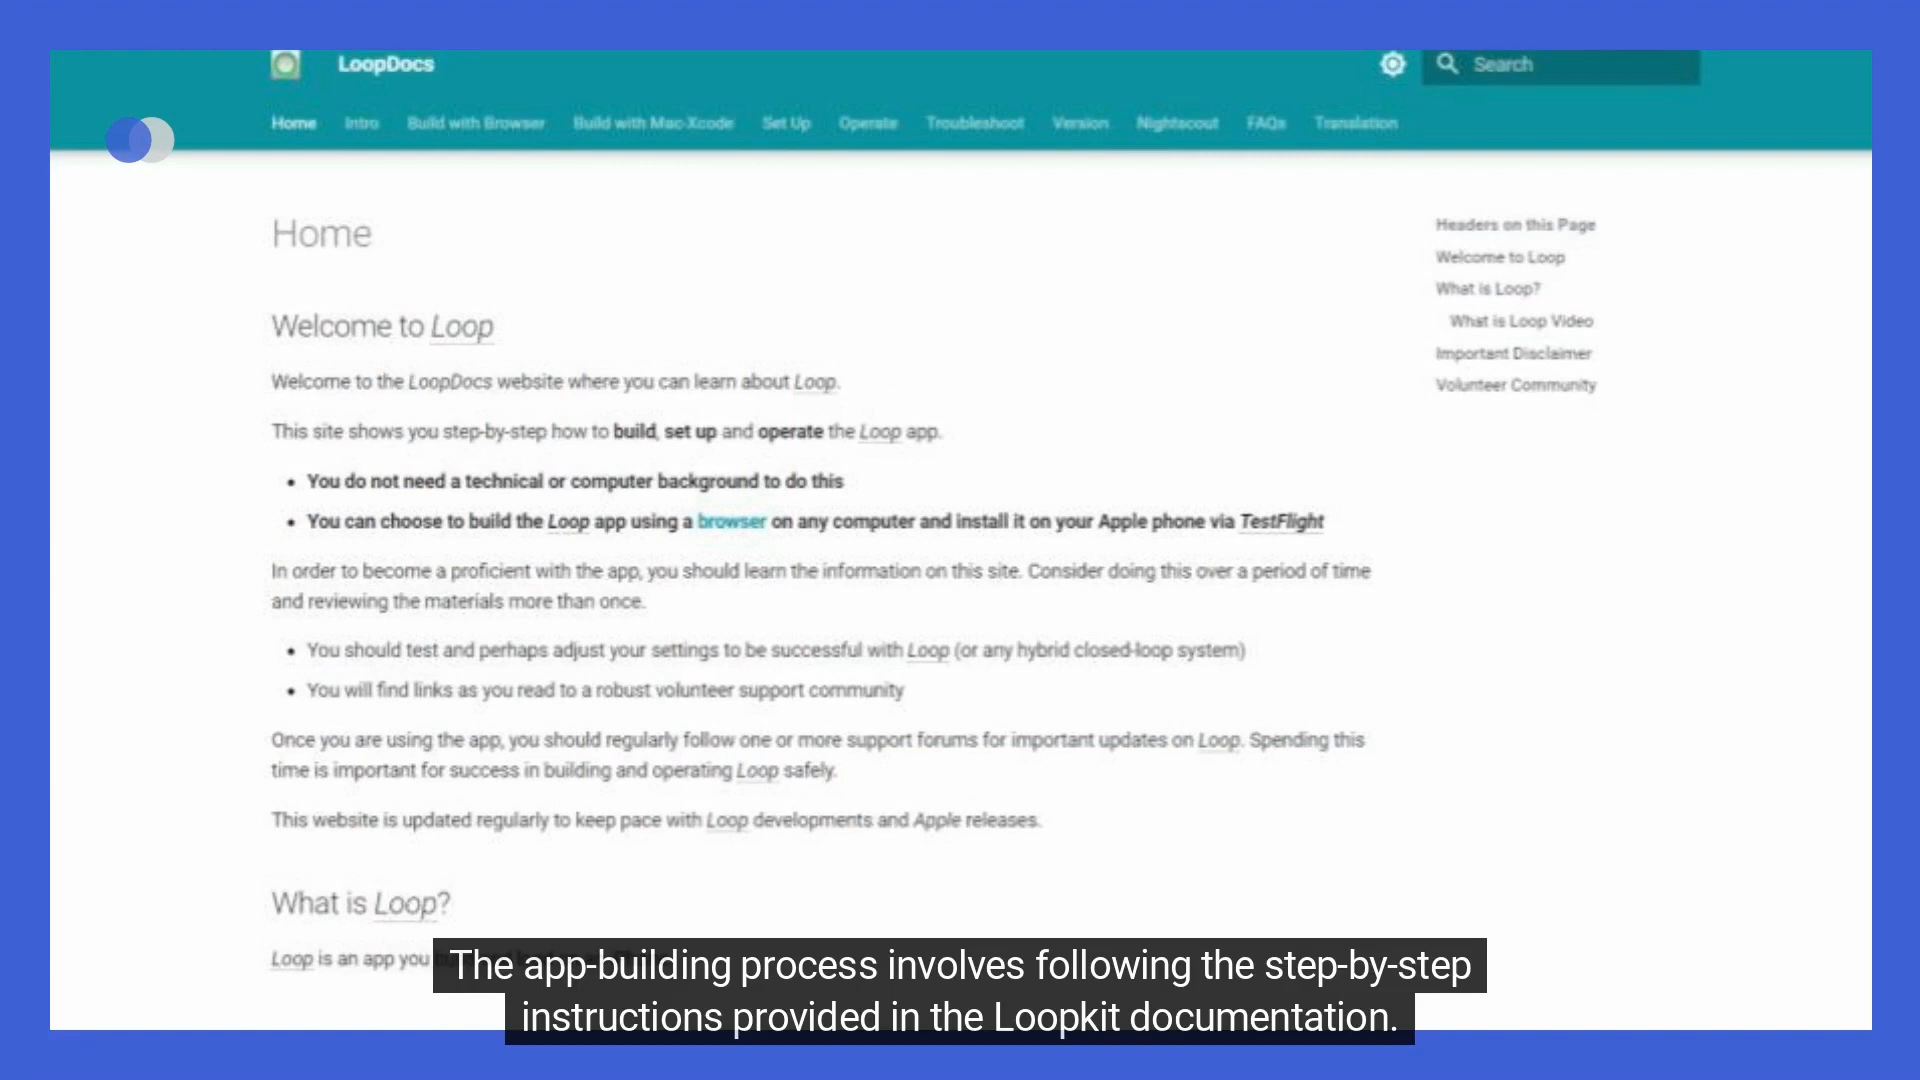 LoopDocs
Search
Home Intro Build with Browser Build with Mac-Xcode Set Up Operate Troubleshoot Version Nightscout FAQs Translation
Home
Headers on this Page
Welcome to Loop
What is Loop?
What is Loop Video
Important Disclaimer
Volunteer Community
Welcome to Loop
Welcome to the LoopDocs website where you can learn about Loop.
This site shows you step-by-step how to build, set up and operate the Loop app.
• You do not need a technical or computer background to do this
• You can choose to build the Loop app using a browser on any computer and install it on your Apple phone via TestFlight
In order to become a proficient with the app, you should learn the information on this site. Consider doing this over a period of time
and reviewing the materials more than once.
• You should test and perhaps adjust your settings to be successful with Loop (or any hybrid closed-loop system)
• You will find links as you read to a robust volunteer support community
Once you are using the app, you should regularly follow one or more support forums for important updates on Loop. Spending this
time is important for success in building and operating Loop safely.
This website is updated regularly to keep pace with Loop developments and Apple releases.
What is Loop?
Loop is an app you
The app-building process involves following the step-by-step
instructions provided in the Loopkit documentation.